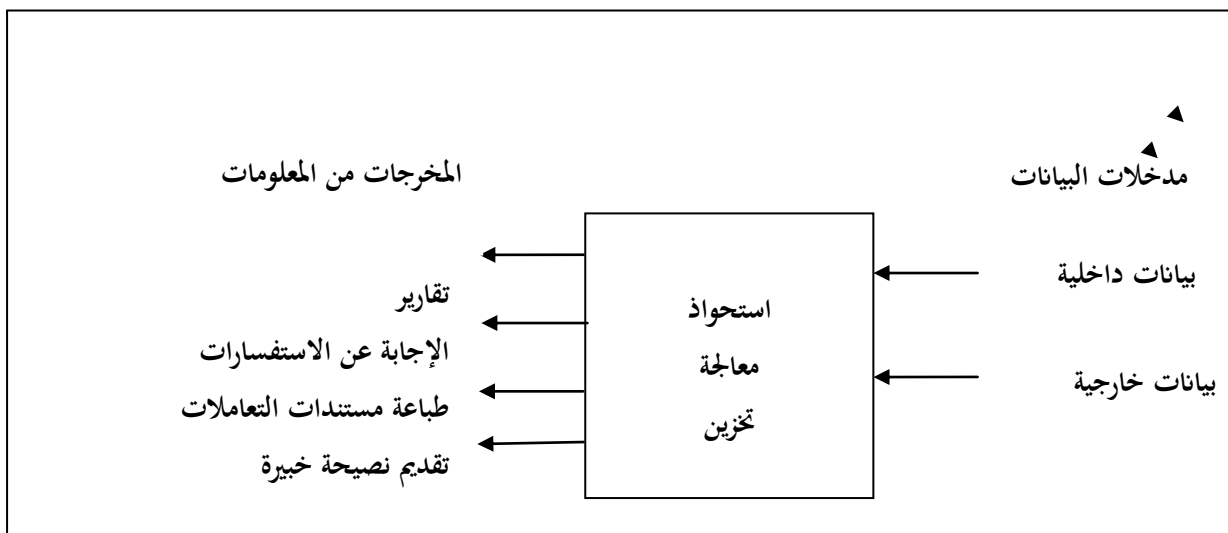 مدخلات البيانات
بيانات داخلية
بيانات خارجية
استحواذ
معالجة
تخزين
المخرجات من المعلومات
تقارير
الإجابة عن الاستفسارات
طباعة مستندات التعاملات
تقديم نصيحة خبيرة